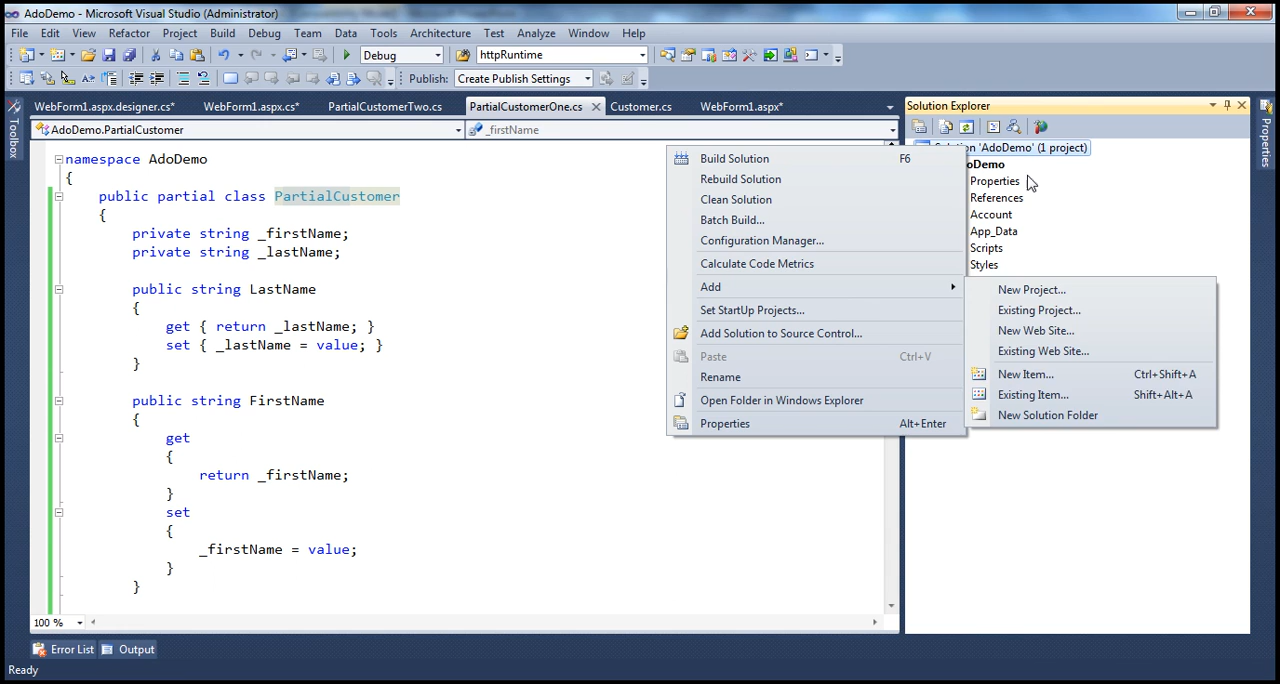 AdoDemo - Microsoft Visual Studio (Administrator)
File Edit View Refactor Project Build Debug Team Data Tools Architecture Test Analyze Window Help
Debug httpRuntime
Publish: Create Publish Settings
WebForm1.aspx.designer.cs* WebForm1.aspx.cs* PartialCustomerTwo.cs PartialCustomerOne.cs Customer.cs WebForm1.aspx*
AdoDemo.PartialCustomer _firstName
Toolbox
namespace AdoDemo
{
public partial class PartialCustomer
{
private string _firstName;
private string _lastName;
public string LastName
{
get { return _lastName; }
set { _lastName = value; }
}
public string FirstName
{
get
{
return _firstName;
}
set
{
_firstName = value;
}
}
100 %
Build Solution F6
Rebuild Solution
Clean Solution
Batch Build...
Configuration Manager...
Calculate Code Metrics
Add
Set StartUp Projects...
Add Solution to Source Control...
Paste Ctrl+V
Rename
Open Folder in Windows Explorer
Properties Alt+Enter
New Project...
Existing Project...
New Web Site...
Existing Web Site...
New Item... Ctrl+Shift+A
Existing Item... Shift+Alt+A
New Solution Folder
Solution Explorer
Solution 'AdoDemo' (1 project)
oDemo
Properties
References
Account
App_Data
Scripts
Styles
Properties
Error List Output
Ready